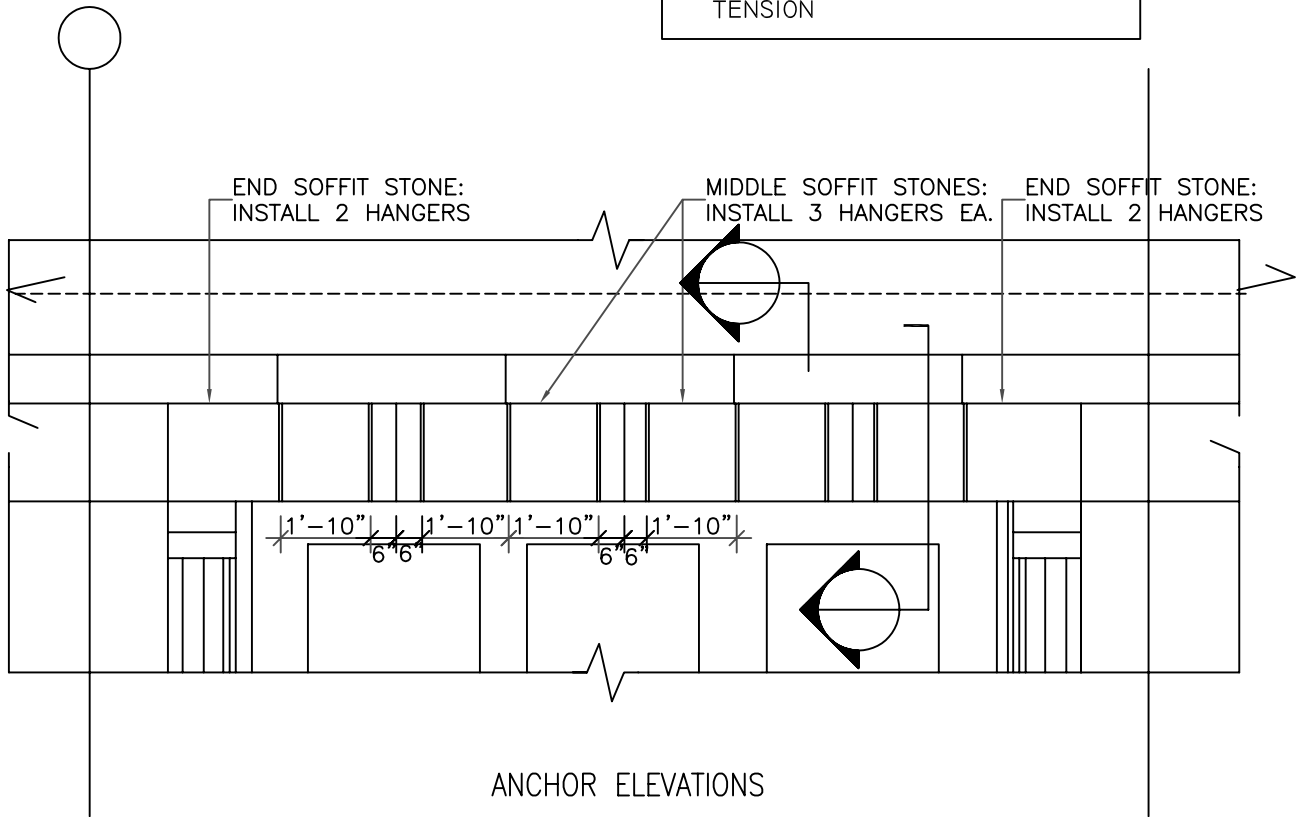 TENSION
END SOFFIT STONE:
INSTALL 2 HANGERS
MIDDLE SOFFIT STONES:
INSTALL 3 HANGERS EA.
END SOFFIT STONE:
INSTALL 2 HANGERS
1'-10" 1'-10" 1'-10" 1'-10"
6" 6" 6" 6"
ANCHOR ELEVATIONS